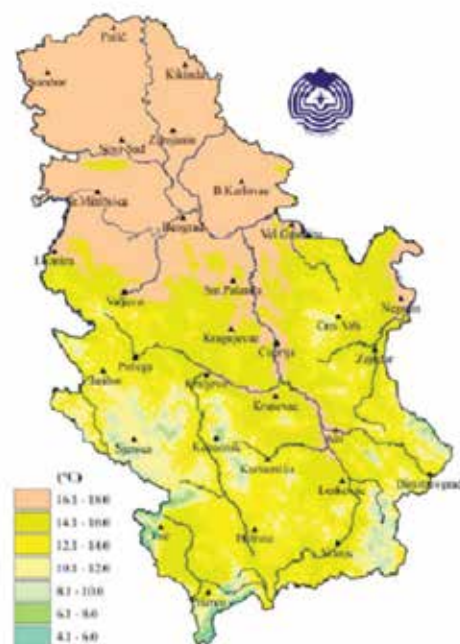 Palić
Kikinda
Sombor
Zrenjanin
Novi Sad
B.Karlovac
Sr.Mitrovica
Beograd
Loznica
Sm.Palanka
Valjevo
Negotin
Crni Vrh
Kragujevac
Ćuprija
Zaječar
Požega
Zlatibor
Kraljevo
Kruševac
Sjenica
Kopaonik
Niš
Kuršumlija
Dimitrovgrad
Leskovac
(°C)
16.1 - 18.0
14.1 - 16.0
12.1 - 14.0
10.1 - 12.0
8.1 - 10.0
6.1 - 8.0
4.1 - 6.0
Peć
Priština
Vranje
Prizren